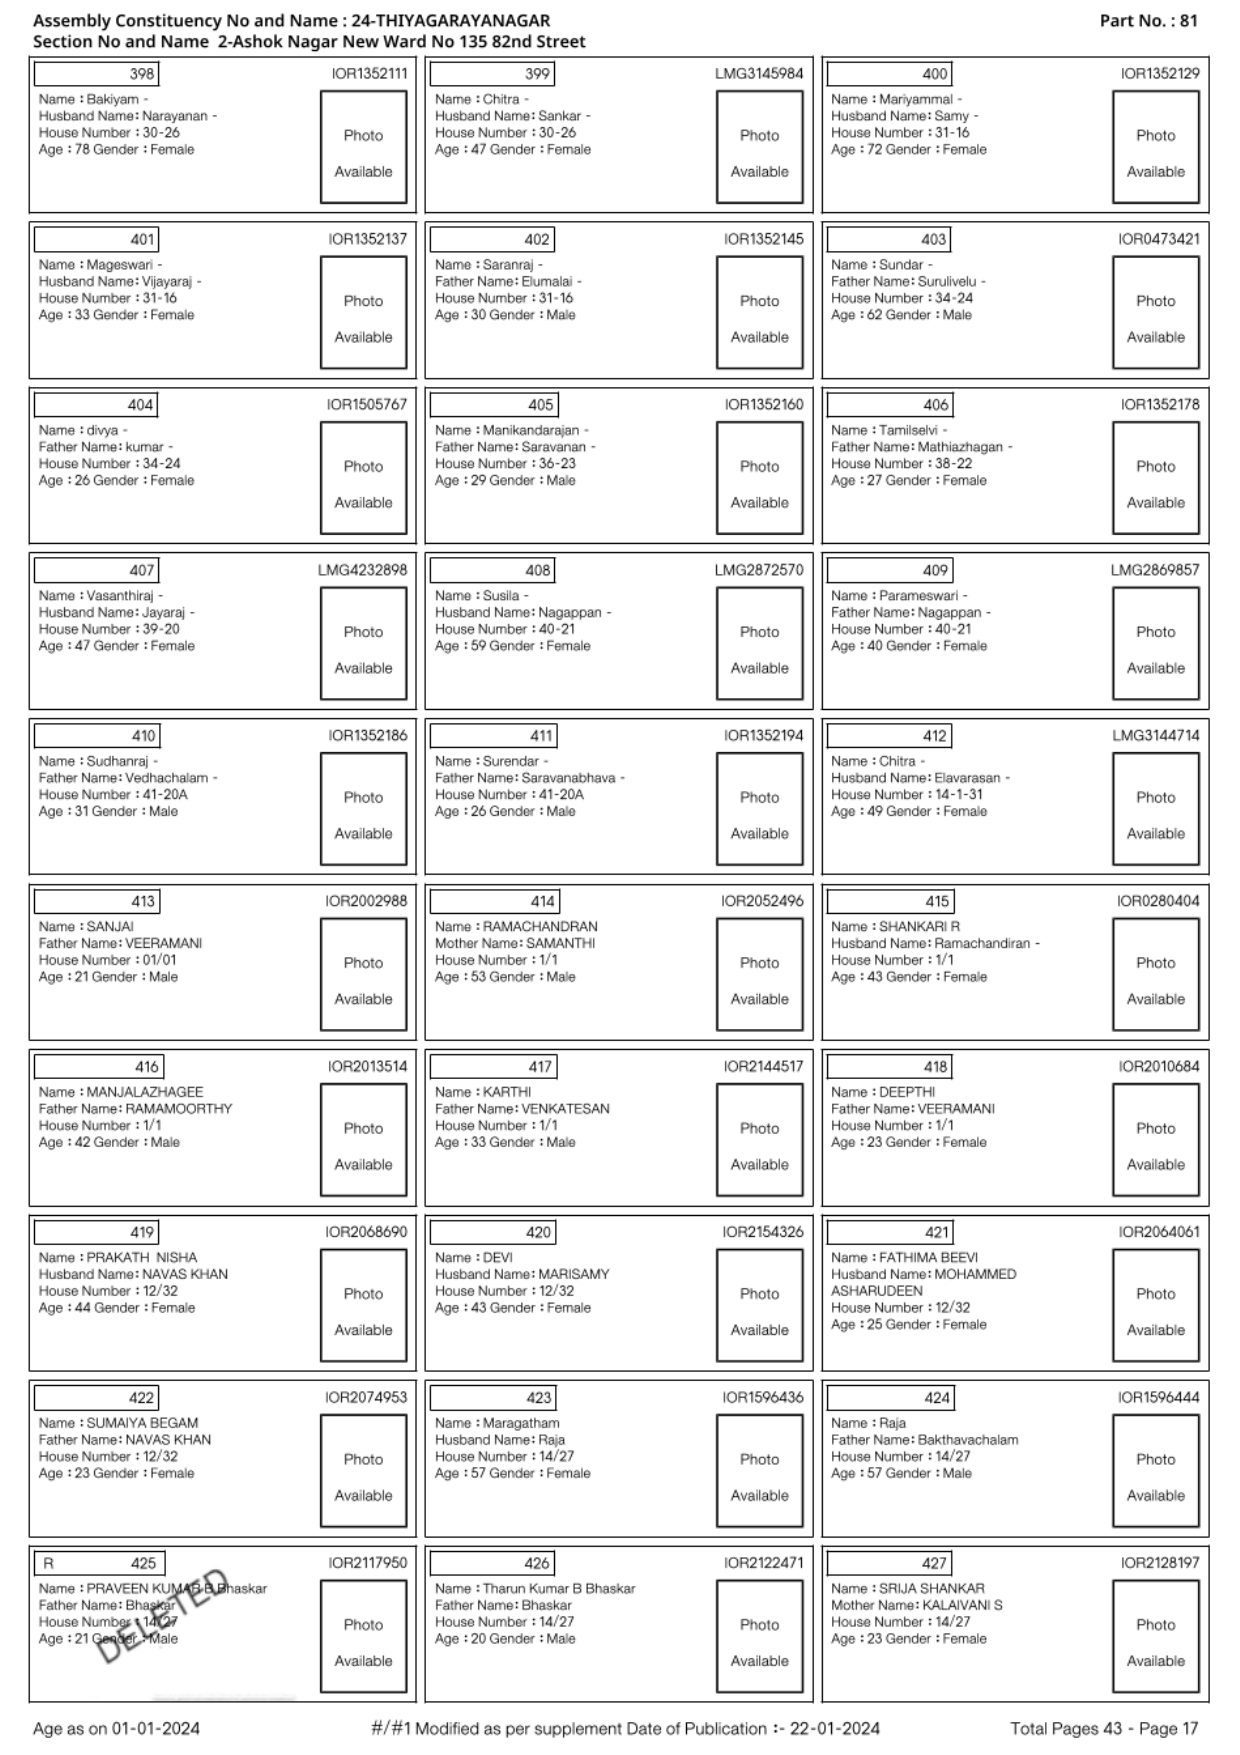 Assembly Constituency No and Name : 24-THIYAGARAYANAGAR
Part No. : 81
Section No and Name 2-Ashok Nagar New Ward No 135 82nd Street
398 IOR1352111
Name : Bakiyam -
Husband Name: Narayanan -
House Number : 30-26
Age : 78 Gender : Female
Photo
Available
399 LMG3145984
Name : Chitra -
Husband Name: Sankar -
House Number : 30-26
Age : 47 Gender : Female
Photo
Available
400 IOR1352129
Name : Mariyammal -
Husband Name: Samy -
House Number : 31-16
Age : 72 Gender : Female
Photo
Available
401 IOR1352137
Name : Mageswari -
Husband Name: Vijayaraj -
House Number : 31-16
Age : 33 Gender : Female
Photo
Available
402 IOR1352145
Name : Saranraj -
Father Name: Elumalai -
House Number : 31-16
Age : 30 Gender : Male
Photo
Available
403 IOR0473421
Name : Sundar -
Father Name: Surulivelu -
House Number : 34-24
Age : 62 Gender : Male
Photo
Available
404 IOR1505767
Name : divya -
Father Name: kumar -
House Number : 34-24
Age : 26 Gender : Female
Photo
Available
405 IOR1352160
Name : Manikandarajan -
Father Name: Saravanan -
House Number : 36-23
Age : 29 Gender : Male
Photo
Available
406 IOR1352178
Name : Tamilselvi -
Father Name: Mathiazhagan -
House Number : 38-22
Age : 27 Gender : Female
Photo
Available
407 LMG4232898
Name : Vasanthiraj -
Husband Name: Jayaraj -
House Number : 39-20
Age : 47 Gender : Female
Photo
Available
408 LMG2872570
Name : Susila -
Husband Name: Nagappan -
House Number : 40-21
Age : 59 Gender : Female
Photo
Available
409 LMG2869857
Name : Parameswari -
Father Name: Nagappan -
House Number : 40-21
Age : 40 Gender : Female
Photo
Available
410 IOR1352186
Name : Sudhanraj -
Father Name: Vedhachalam -
House Number : 41-20A
Age : 31 Gender : Male
Photo
Available
411 IOR1352194
Name : Surendar -
Father Name: Saravanabhava -
House Number : 41-20A
Age : 26 Gender : Male
Photo
Available
412 LMG3144714
Name : Chitra -
Husband Name: Elavarasan -
House Number : 14-1-31
Age : 49 Gender : Female
Photo
Available
413 IOR2002988
Name : SANJAI
Father Name: VEERAMANI
House Number : 01/01
Age : 21 Gender : Male
Photo
Available
414 IOR2052496
Name : RAMACHANDRAN
Mother Name: SAMANTHI
House Number : 1/1
Age : 53 Gender : Male
Photo
Available
415 IOR0280404
Name : SHANKARI R
Husband Name: Ramachandiran -
House Number : 1/1
Age : 43 Gender : Female
Photo
Available
416 IOR2013514
Name : MANJALAZHAGEE
Father Name: RAMAMOORTHY
House Number : 1/1
Age : 42 Gender : Male
Photo
Available
417 IOR2144517
Name : KARTHI
Father Name: VENKATESAN
House Number : 1/1
Age : 33 Gender : Male
Photo
Available
418 IOR2010684
Name : DEEPTHI
Father Name: VEERAMANI
House Number : 1/1
Age : 23 Gender : Female
Photo
Available
419 IOR2068690
Name : PRAKATH NISHA
Husband Name: NAVAS KHAN
House Number : 12/32
Age : 44 Gender : Female
Photo
Available
420 IOR2154326
Name : DEVI
Husband Name: MARISAMY
House Number : 12/32
Age : 43 Gender : Female
Photo
Available
421 IOR2064061
Name : FATHIMA BEEVI
Husband Name: MOHAMMED
ASHARUDEEN
House Number : 12/32
Age : 25 Gender : Female
Photo
Available
422 IOR2074953
Name : SUMAIYA BEGAM
Father Name: NAVAS KHAN
House Number : 12/32
Age : 23 Gender : Female
Photo
Available
423 IOR1596436
Name : Maragatham
Husband Name: Raja
House Number : 14/27
Age : 57 Gender : Female
Photo
Available
424 IOR1596444
Name : Raja
Father Name: Bakthavachalam
House Number : 14/27
Age : 57 Gender : Male
Photo
Available
R 425 IOR2117950
Name : PRAVEEN KUMAR B Bhaskar
Father Name: Bhaskar
House Number : 14/27
Age : 21 Gender : Male
DELETED
Photo
Available
426 IOR2122471
Name : Tharun Kumar B Bhaskar
Father Name: Bhaskar
House Number : 14/27
Age : 20 Gender : Male
Photo
Available
427 IOR2128197
Name : SRIJA SHANKAR
Mother Name: KALAIVANI S
House Number : 14/27
Age : 23 Gender : Female
Photo
Available
Age as on 01-01-2024
#/#1 Modified as per supplement Date of Publication :- 22-01-2024
Total Pages 43 - Page 17